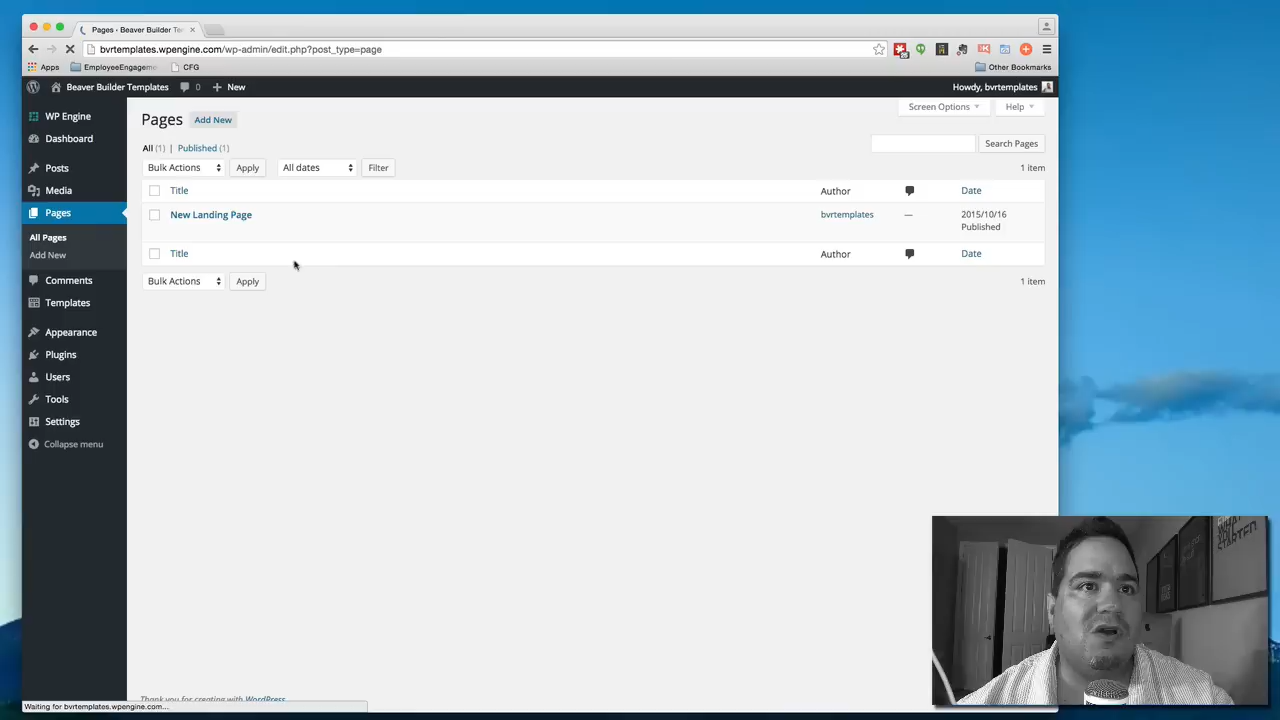 Pages ‹ Beaver Builder Te
bvrtemplates.wpengine.com/wp-admin/edit.php?post_type=page
Apps EmployeeEngageme CFG Other Bookmarks
Beaver Builder Templates 0 + New Howdy, bvrtemplates
Screen Options Help
WP Engine
Dashboard
Posts
Media
Pages
All Pages
Add New
Comments
Templates
Appearance
Plugins
Users
Tools
Settings
Collapse menu
Pages Add New
All (1) | Published (1)
Search Pages
Bulk Actions Apply All dates Filter 1 item
Title Author Date
New Landing Page bvrtemplates — 2015/10/16
Published
Title Author Date
Bulk Actions Apply 1 item
Thank you for creating with WordPress
Waiting for bvrtemplates.wpengine.com...
WHAT
YOU
STARTED